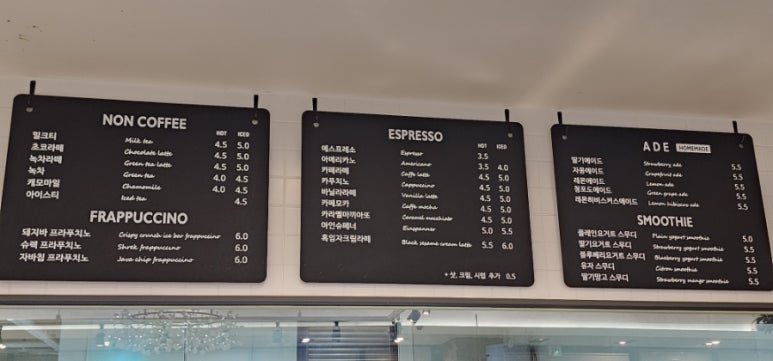 NON COFFEE
HOT ICED
밀크티 Milk tea 4.5 5.0
초코라떼 Chocolate latte 4.5 5.0
녹차라떼 Green tea latte 4.5 5.0
녹차 Green tea 4.0 4.5
캐모마일 Chamomile 4.0 4.5
아이스티 Iced tea 4.5
FRAPPUCCINO
돼지바 프라푸치노 Crispy crunch ice bar frappuccino 6.0
슈렉 프라푸치노 Shrek frappuccino 6.0
자바칩 프라푸치노 Java chip frappuccino 6.0
ESPRESSO
HOT ICED
에스프레소 Espresso 3.5
아메리카노 Americano 3.5 4.0
카페라떼 Caffe latte 4.5 5.0
카푸치노 Cappuccino 4.5 5.0
바닐라라떼 Vanilla latte 4.5 5.0
카페모카 Caffe mocha 4.5 5.0
카라멜마끼아또 Caramel macchiato 4.5 5.0
아인슈페너 Einspanner 5.0 5.5
흑임자크림라떼 Black sesame cream latte 5.5 6.0
+ 샷, 크림, 시럽 추가 0.5
ADE HOMEMADE
딸기에이드 Strawberry ade 5.5
자몽에이드 Grapefruit ade 5.5
레몬에이드 Lemon ade 5.5
청포도에이드 Green grape ade 5.5
레몬히비스커스에이드 Lemon hibiscus ade 5.5
SMOOTHIE
플레인요거트 스무디 Plain yogurt smoothie 5.0
딸기요거트 스무디 Strawberry yogurt smoothie 5.5
블루베리요거트 스무디 Blueberry yogurt smoothie 5.5
유자 스무디 Citron smoothie 5.5
딸기망고 스무디 Strawberry mango smoothie 5.5